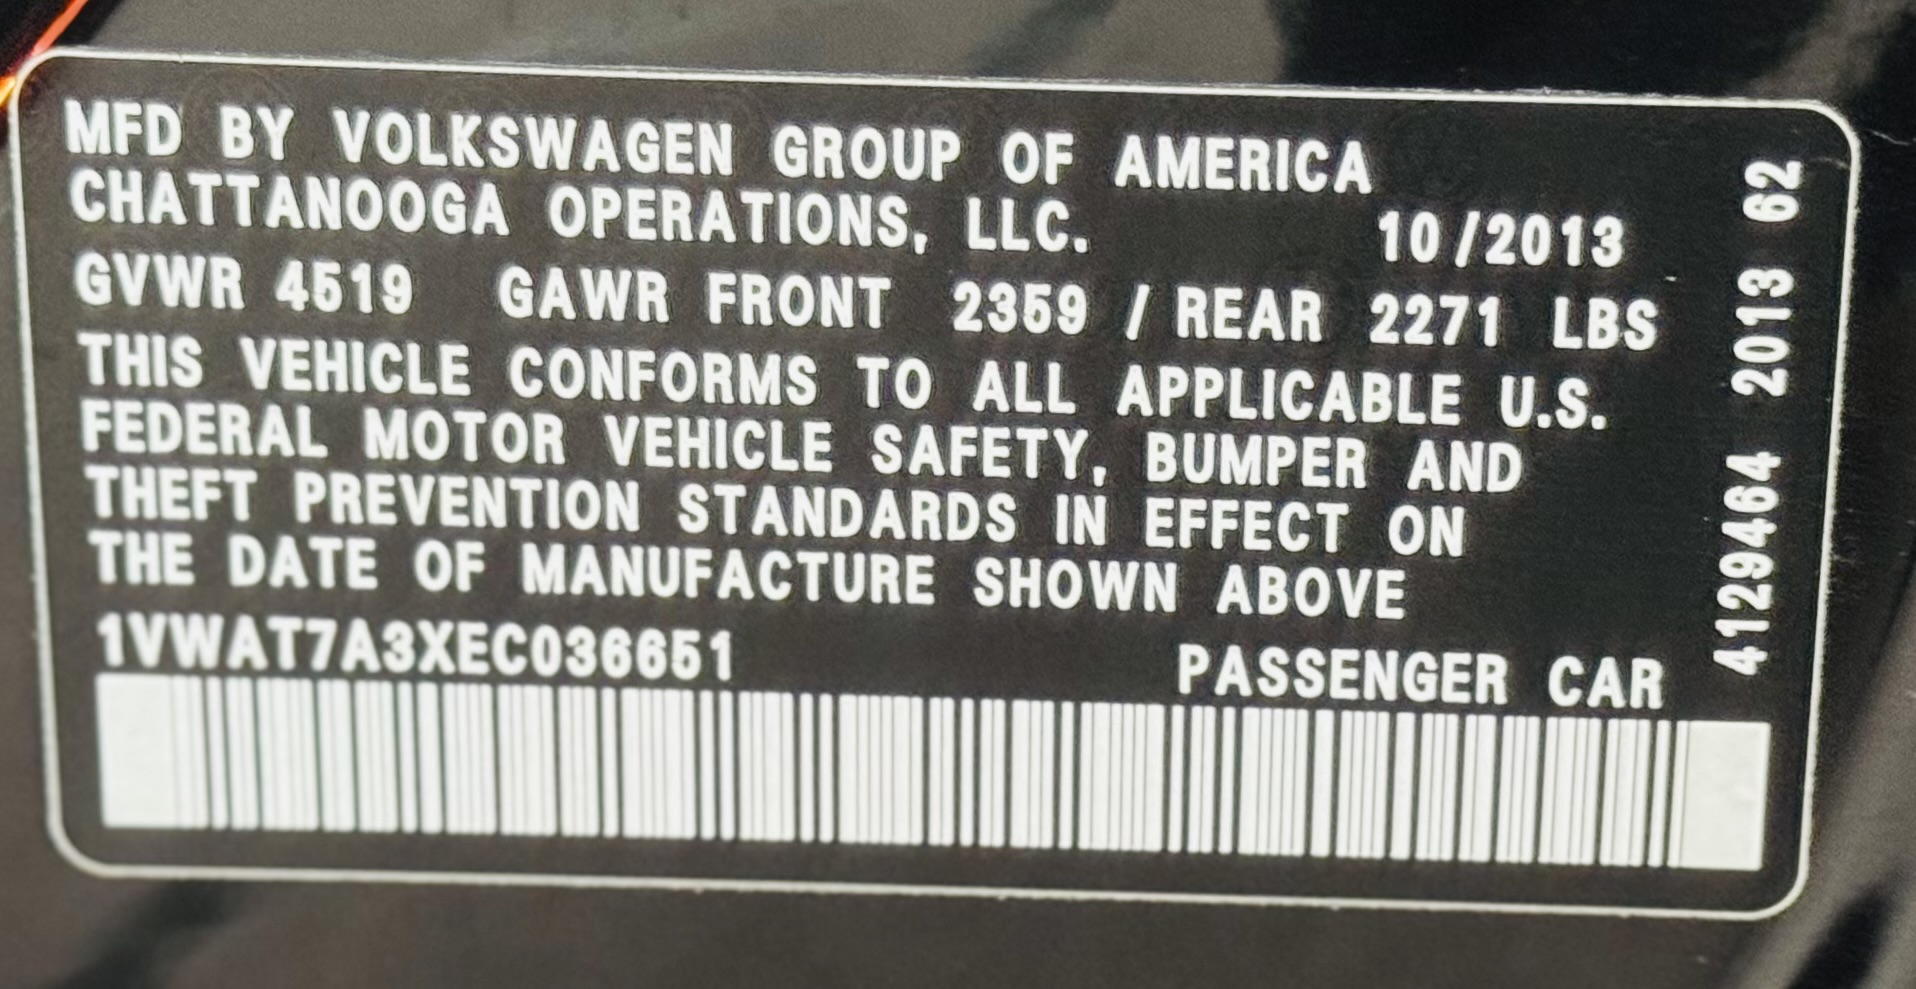 MFD BY VOLKSWAGEN GROUP OF AMERICA
CHATTANOOGA OPERATIONS, LLC. 10/2013
GVWR 4519 GAWR FRONT 2359 / REAR 2271 LBS
THIS VEHICLE CONFORMS TO ALL APPLICABLE U.S.
FEDERAL MOTOR VEHICLE SAFETY, BUMPER AND
THEFT PREVENTION STANDARDS IN EFFECT ON
THE DATE OF MANUFACTURE SHOWN ABOVE
1VWAT7A3XEC036651 PASSENGER CAR
4129464 2013 62